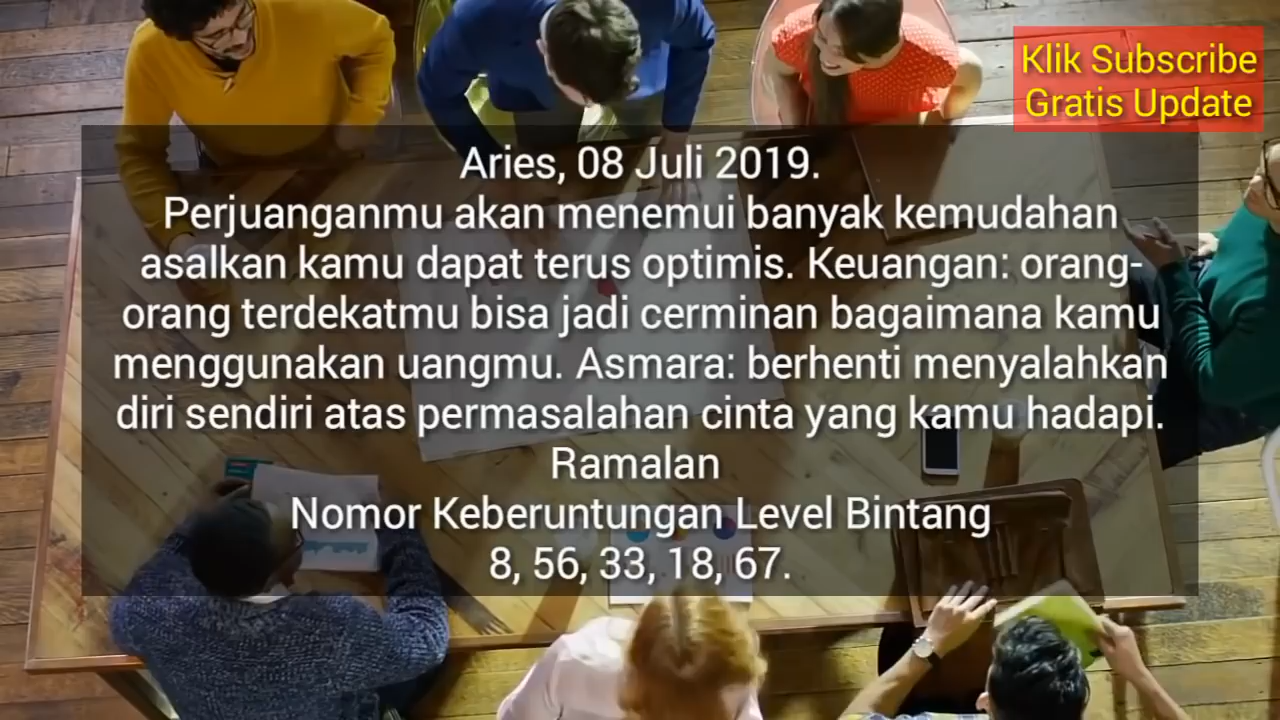 Klik Subscribe
Gratis Update
Aries, 08 Juli 2019.
Perjuanganmu akan menemui banyak kemudahan
asalkan kamu dapat terus optimis. Keuangan: orang-
orang terdekatmu bisa jadi cerminan bagaimana kamu
menggunakan uangmu. Asmara: berhenti menyalahkan
diri sendiri atas permasalahan cinta yang kamu hadapi.
Ramalan
Nomor Keberuntungan Level Bintang
8, 56, 33, 18, 67.